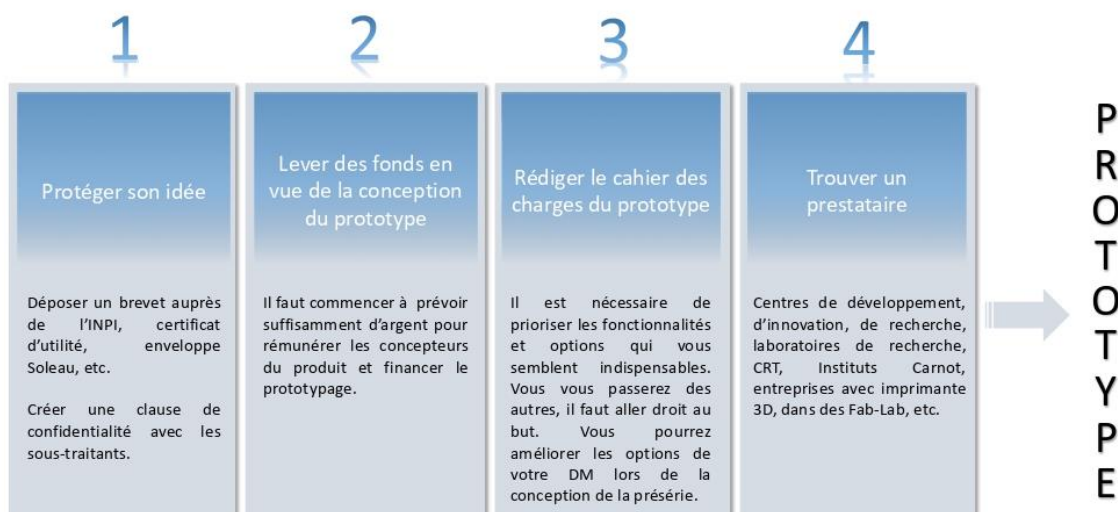 1
Protéger son idée
Déposer un brevet auprès
de l'INPI, certificat
d'utilité, enveloppe
Soleau, etc.
Créer une clause de
confidentialité avec les
sous-traitants.
2
Lever des fonds en
vue de la conception
du prototype
Il faut commencer à prévoir
suffisamment d'argent pour
rémunérer les concepteurs
du produit et financer le
prototypage.
3
Rédiger le cahier des
charges du prototype
Il est nécessaire de
prioriser les fonctionnalités
et options qui vous
semblent indispensables.
Vous vous passerez des
autres, il faut aller droit au
but. Vous pourrez
améliorer les options de
votre DM lors de la
conception de la présérie.
4
Trouver un
prestataire
Centres de développement,
d'innovation, de recherche,
laboratoires de recherche,
CRT, Instituts Carnot,
entreprises avec imprimante
3D, dans des Fab-Lab, etc.
PROTOTYPE